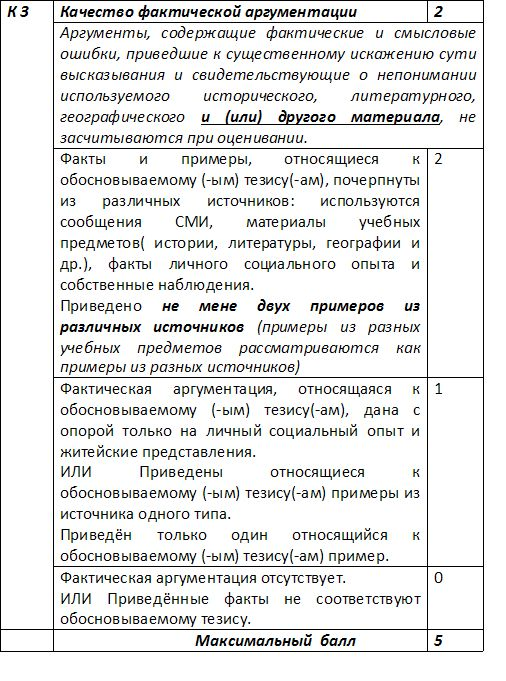 К 3 Качество фактической аргументации 2
Аргументы, содержащие фактические и смысловые
ошибки, приведшие к существенному искажению сути
высказывания и свидетельствующие о непонимании
используемого исторического, литературного,
географического и (или) другого материала, не
засчитываются при оценивании.
Факты и примеры, относящиеся к 2
обосновываемому (-ым) тезису(-ам), почерпнуты
из различных источников: используются
сообщения СМИ, материалы учебных
предметов( истории, литературы, географии и
др.), факты личного социального опыта и
собственные наблюдения.
Приведено не мене двух примеров из
различных источников (примеры из разных
учебных предметов рассматриваются как
примеры из разных источников)
Фактическая аргументация, относящаяся к 1
обосновываемому (-ым) тезису(-ам), дана с
опорой только на личный социальный опыт и
житейские представления.
ИЛИ Приведены относящиеся к
обосновываемому (-ым) тезису(-ам) примеры из
источника одного типа.
Приведён только один относящийся к
обосновываемому (-ым) тезису(-ам) пример.
Фактическая аргументация отсутствует. 0
ИЛИ Приведённые факты не соответствуют
обосновываемому тезису.
Максимальный балл 5